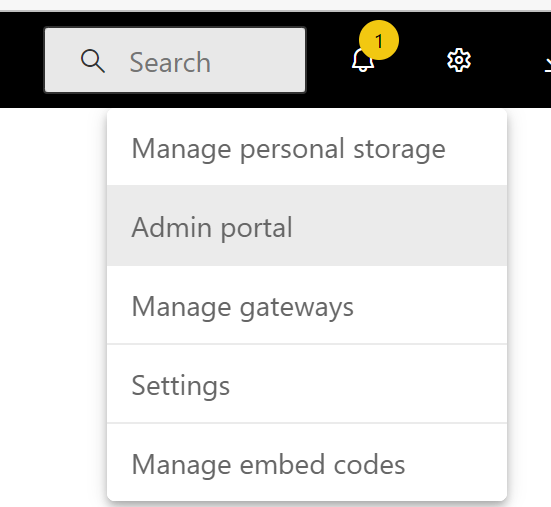 Search
1
Manage personal storage
Admin portal
Manage gateways
Settings
Manage embed codes